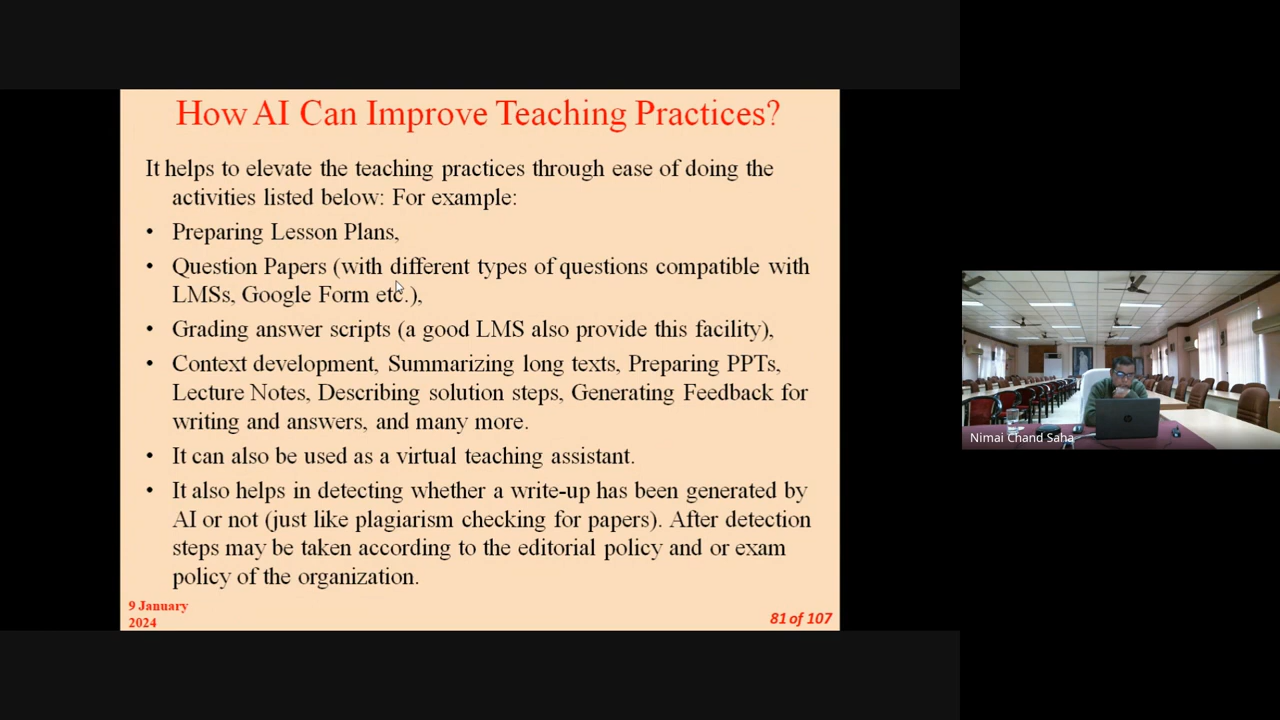 How AI Can Improve Teaching Practices?
It helps to elevate the teaching practices through ease of doing the
activities listed below: For example:
• Preparing Lesson Plans,
• Question Papers (with different types of questions compatible with
LMSs, Google Form etc.),
• Grading answer scripts (a good LMS also provide this facility),
• Context development, Summarizing long texts, Preparing PPTs,
Lecture Notes, Describing solution steps, Generating Feedback for
writing and answers, and many more.
• It can also be used as a virtual teaching assistant.
• It also helps in detecting whether a write-up has been generated by
AI or not (just like plagiarism checking for papers). After detection
steps may be taken according to the editorial policy and or exam
policy of the organization.
9 January
2024
81 of 107
Nimai Chand Saha